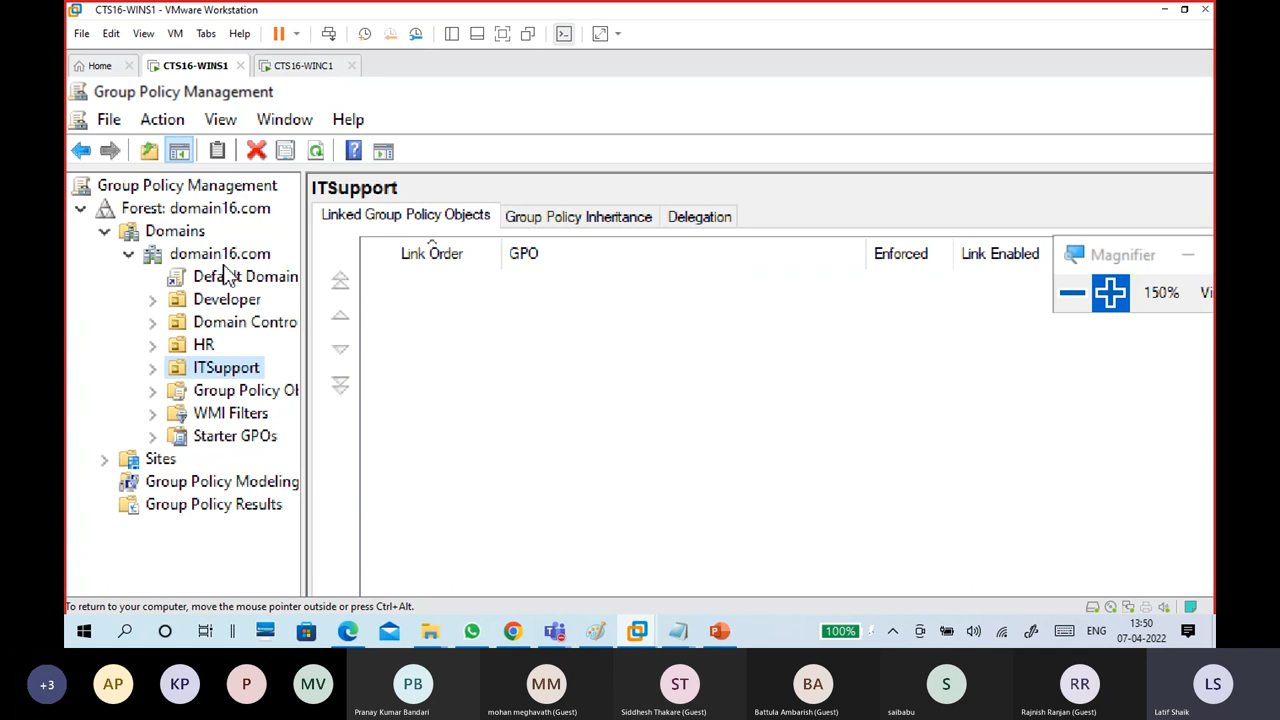 CTS16-WINS1 - VMware Workstation
File Edit View VM Tabs Help
Home CTS16-WINS1 CTS16-WINC1
Group Policy Management
File Action View Window Help
Group Policy Management
Forest: domain16.com
Domains
domain16.com
Default Domain
Developer
Domain Contro
HR
ITSupport
Group Policy Ob
WMI Filters
Starter GPOs
Sites
Group Policy Modeling
Group Policy Results
ITSupport
Linked Group Policy Objects Group Policy Inheritance Delegation
Link Order GPO Enforced Link Enabled
Magnifier
150% Vi
To return to your computer, move the mouse pointer outside or press Ctrl+Alt.
100% ENG 13:50
07-04-2022
+3 AP KP P MV PB MM ST BA S RR LS
Pranay Kumar Bandari mohan meghavath (Guest) Siddhesh Thakare (Guest) Battula Ambarish (Guest) saibabu Rajnish Ranjan (Guest) Latif Shaik